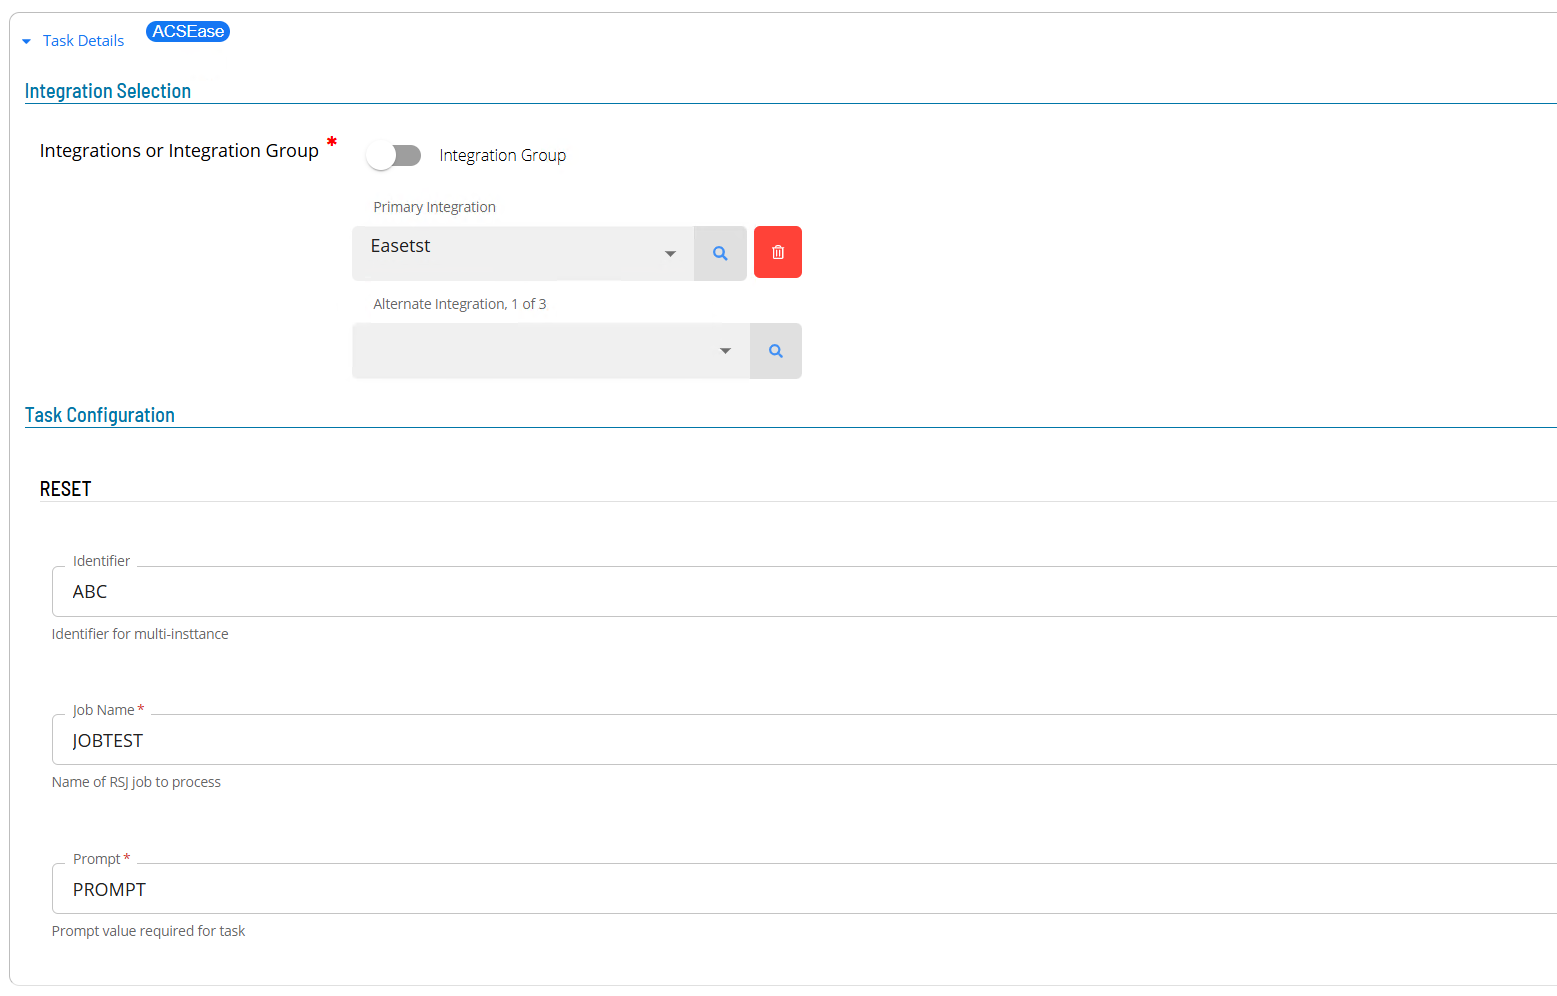 Task Details ACSEase
Integration Selection
Integrations or Integration Group *
Integration Group
Primary Integration
Easetst
Alternate Integration, 1 of 3
Task Configuration
RESET
Identifier
ABC
Identifier for multi-insttance
Job Name *
JOBTEST
Name of RSJ job to process
Prompt *
PROMPT
Prompt value required for task